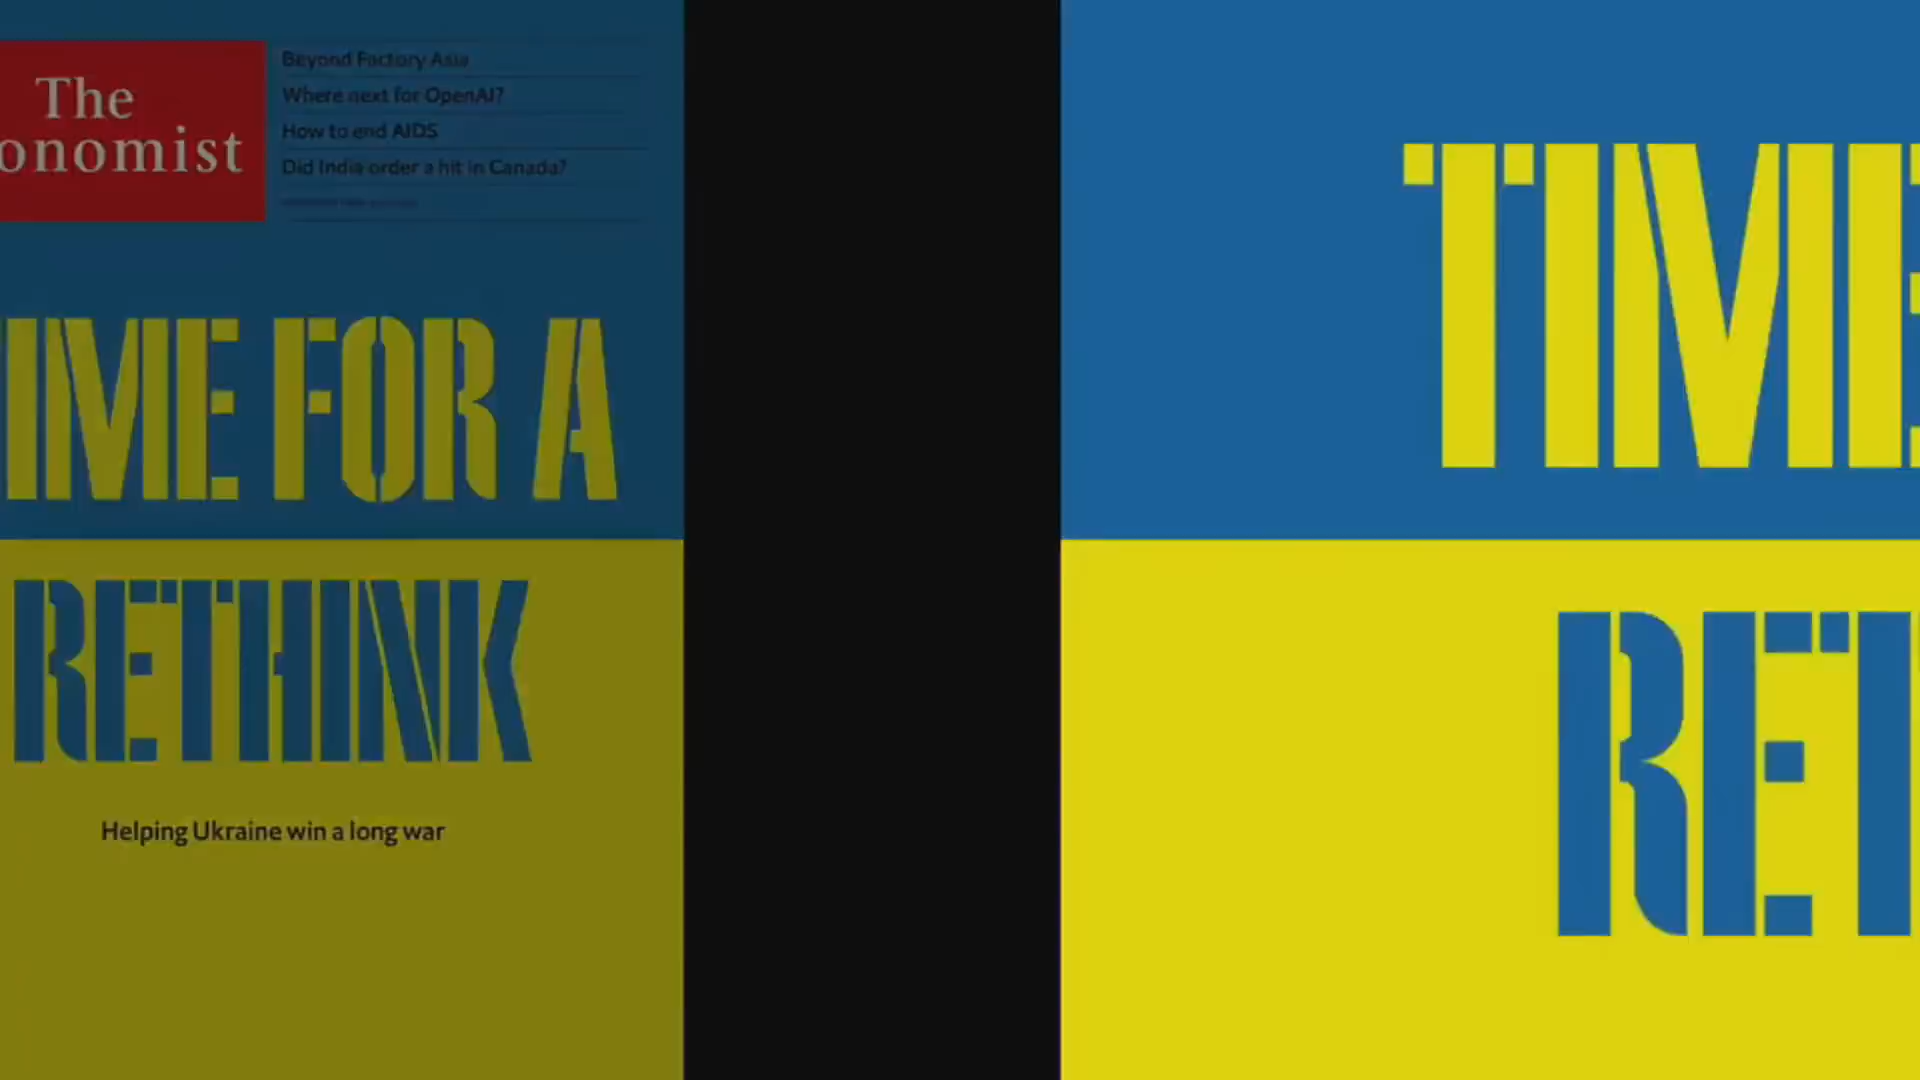 The
onomist
Beyond Factory Asia
Where next for OpenAI?
How to end AIDS
Did India order a hit in Canada?
IME FOR A
RETHINK
Helping Ukraine win a long war
TIME
RET